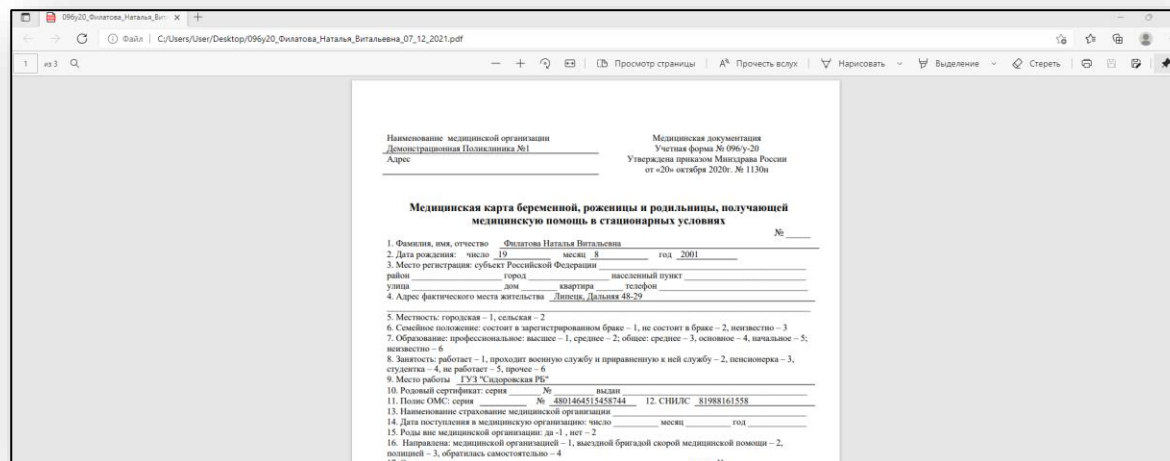 096y20_Филатова_Наталья_Вит
Файл | C:/Users/User/Desktop/096y20_Филатова_Наталья_Витальевна_07_12_2021.pdf
1 из 3 Просмотр страницы Прочесть вслух Нарисовать Выделение Стереть
Наименование медицинской организации
Демонстрационная Поликлиника №1
Адрес
Медицинская документация
Учетная форма № 096/у-20
Утверждена приказом Минздрава России
от «20» октября 2020г. № 1130н
Медицинская карта беременной, роженицы и родильницы, получающей
медицинскую помощь в стационарных условиях
№
1. Фамилия, имя, отчество Филатова Наталья Витальевна
2. Дата рождения: число 19 месяц 8 год 2001
3. Место регистрации: субъект Российской Федерации
район город населенный пункт
улица дом квартира телефон
4. Адрес фактического места жительства Липецк, Дальняя 48-29
5. Местность: городская – 1, сельская – 2
6. Семейное положение: состоит в зарегистрированном браке – 1, не состоит в браке – 2, неизвестно – 3
7. Образование: профессиональное: высшее – 1, среднее – 2; общее: среднее – 3, основное – 4, начальное – 5;
неизвестно – 6
8. Занятость: работает – 1, проходит военную службу и приравненную к ней службу – 2, пенсионерка – 3,
студентка – 4, не работает – 5, прочее – 6
9. Место работы ГУЗ "Сидоровская РБ"
10. Родовый сертификат: серия № выдан
11. Полис ОМС: серия № 4801464515458744 12. СНИЛС 81988161558
13. Наименование страхование медицинской организации
14. Дата поступления в медицинскую организацию: число месяц год
15. Роды вне медицинской организации: да -1 , нет – 2
16. Направлена: медицинской организацией – 1, выездной бригадой скорой медицинской помощи – 2,
полицией – 3, обратилась самостоятельно – 4